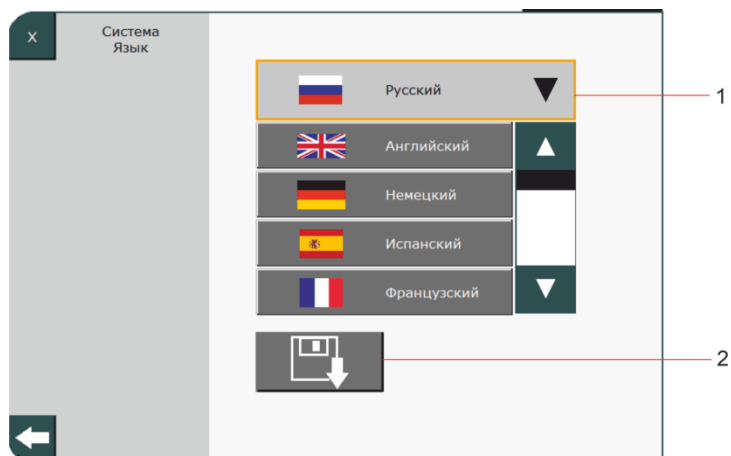 x
Система
Язык
Русский
1
Английский
Немецкий
Испанский
Французский
2